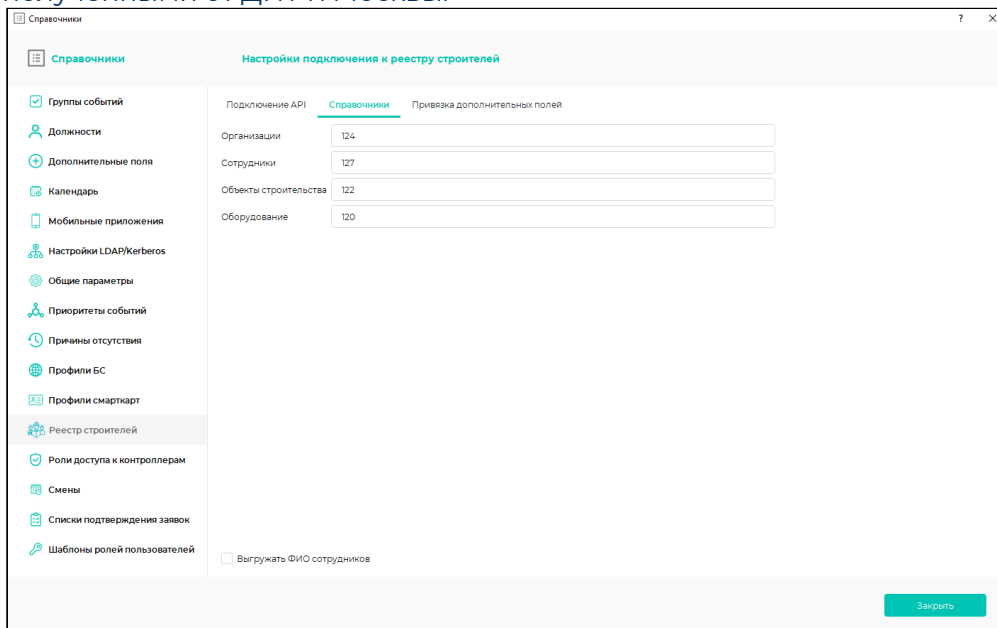 Справочники
? ×
Справочники
Настройки подключения к реестру строителей
Группы событий
Должности
Дополнительные поля
Календарь
Мобильные приложения
Настройки LDAP/Kerberos
Общие параметры
Приоритеты событий
Причины отсутствия
Профили БС
Профили смарткарт
Реестр строителей
Роли доступа к контроллерам
Смены
Списки подтверждения заявок
Шаблоны ролей пользователей
Подключение API Справочники Привязка дополнительных полей
Организации 124
Сотрудники 127
Объекты строительства 122
Оборудование 120
Выгружать ФИО сотрудников
Закрыть